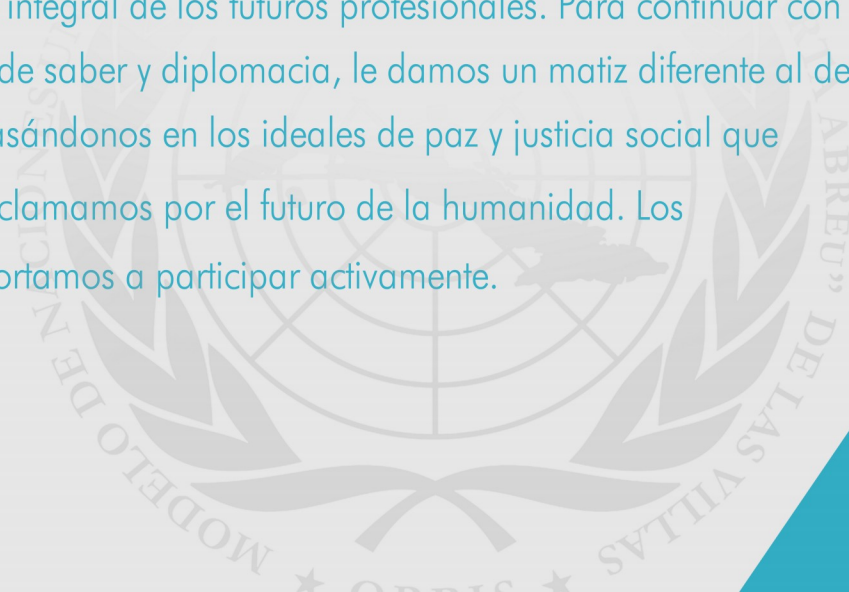 integral de los futuros profesionales. Para continuar con
de saber y diplomacia, le damos un matiz diferente al de
asándonos en los ideales de paz y justicia social que
clamamos por el futuro de la humanidad. Los
ortamos a participar activamente.
MODELO DE NACIONES U
ABREU" DE LAS VILLAS
ORBIS